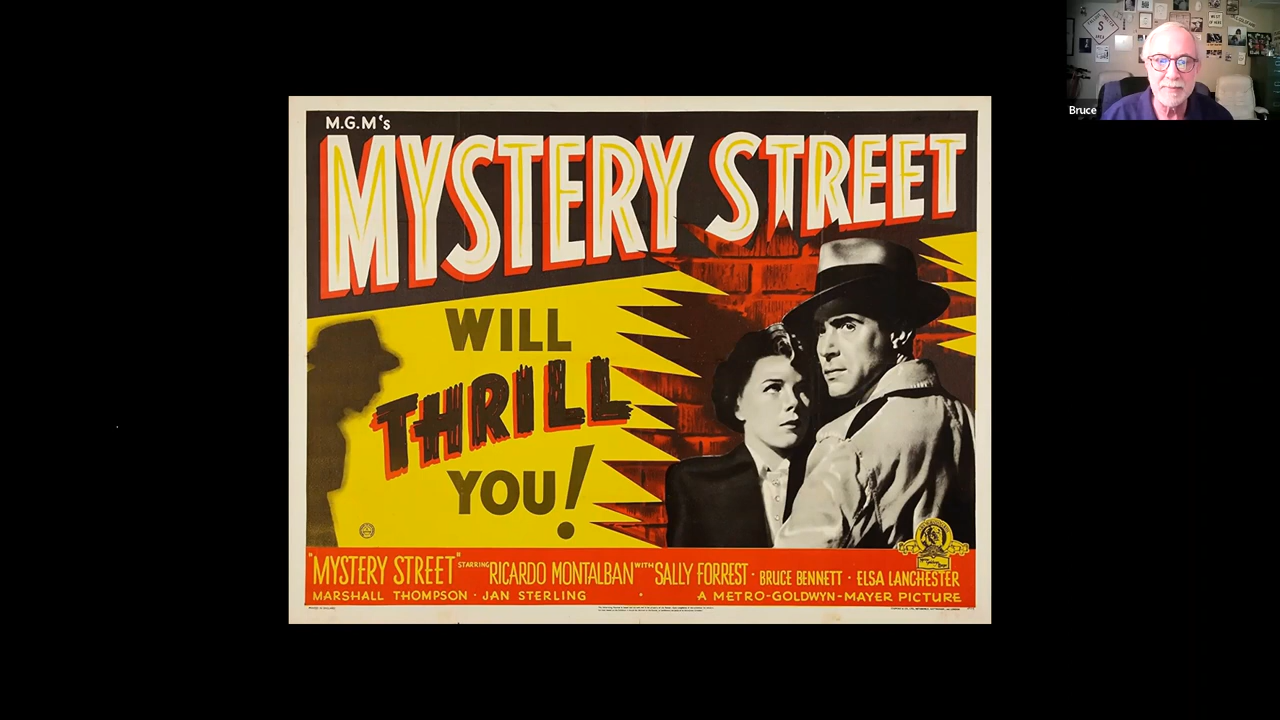 M.G.M's
MYSTERY STREET
WILL
THRILL
YOU!
"MYSTERY STREET" STARRING RICARDO MONTALBAN WITH SALLY FORREST · BRUCE BENNETT · ELSA LANCHESTER
MARSHALL THOMPSON · JAN STERLING · A METRO-GOLDWYN-MAYER PICTURE
Bruce